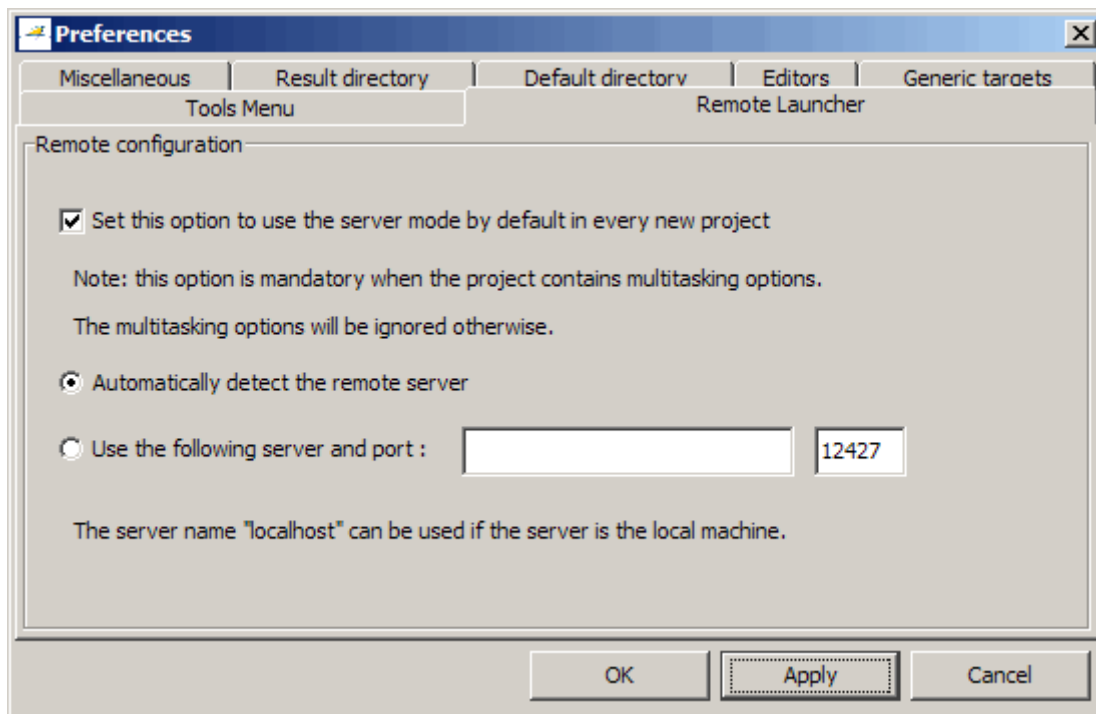 Preferences
Miscellaneous
Result directory
Default directory
Editors
Generic targets
Tools Menu
Remote Launcher
Remote configuration
Set this option to use the server mode by default in every new project
Note: this option is mandatory when the project contains multitasking options.
The multitasking options will be ignored otherwise.
Automatically detect the remote server
Use the following server and port :
12427
The server name "localhost" can be used if the server is the local machine.
OK
Apply
Cancel